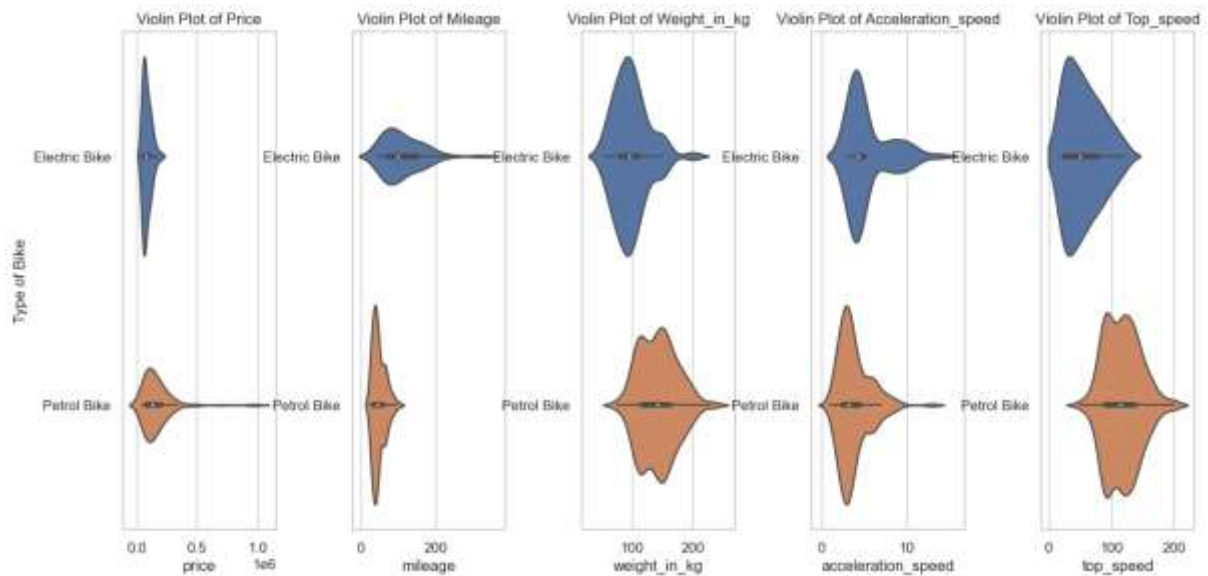 Violin Plot of Price
Violin Plot of Mileage
Violin Plot of Weight_in_kg
Violin Plot of Acceleration_speed
Violin Plot of Top_speed
Type of Bike
Electric Bike
Electric Bike
Electric Bike
Electric Bike
Electric Bike
Petrol Bike
Petrol Bike
Petrol Bike
Petrol Bike
Petrol Bike
0.0 0.5 1.0
0 200
100 200
0 10
0 100 200
1e6
price
mileage
weight_in_kg
acceleration_speed
top_speed